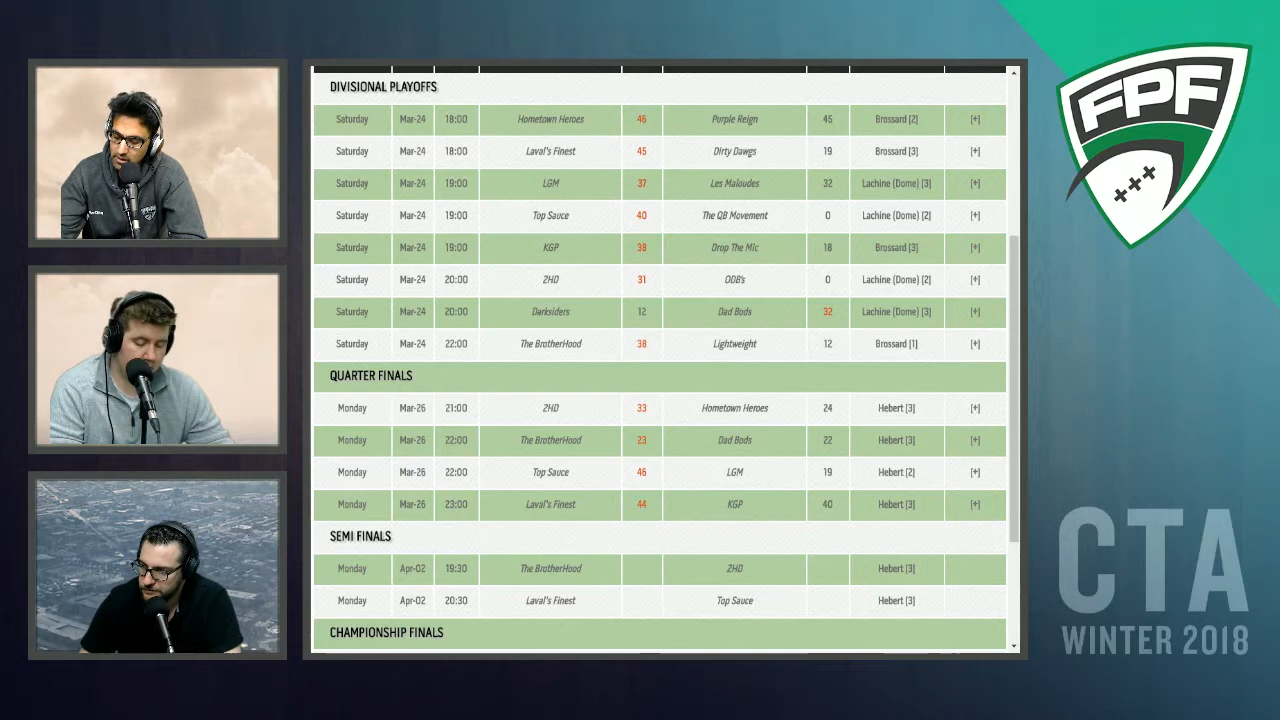 DIVISIONAL PLAYOFFS
Saturday Mar-24 18:00 Hometown Heroes 46 Purple Reign 45 Brossard [2] [+]
Saturday Mar-24 18:00 Laval's Finest 45 Dirty Dawgs 19 Brossard [3] [+]
Saturday Mar-24 19:00 LGM 37 Les Maloudes 32 Lachine (Dome) [3] [+]
Saturday Mar-24 19:00 Top Sauce 40 The QB Movement 0 Lachine (Dome) [2] [+]
Saturday Mar-24 19:00 KGP 38 Drop The Mic 18 Brossard [3] [+]
Saturday Mar-24 20:00 2HD 31 ODB's 0 Lachine (Dome) [2] [+]
Saturday Mar-24 20:00 Darksiders 12 Dad Bods 32 Lachine (Dome) [3] [+]
Saturday Mar-24 22:00 The BrotherHood 38 Lightweight 12 Brossard [1] [+]
QUARTER FINALS
Monday Mar-26 21:00 2HD 33 Hometown Heroes 24 Hebert [3] [+]
Monday Mar-26 22:00 The BrotherHood 23 Dad Bods 22 Hebert [3] [+]
Monday Mar-26 22:00 Top Sauce 46 LGM 19 Hebert [2] [+]
Monday Mar-26 23:00 Laval's Finest 44 KGP 40 Hebert [3] [+]
SEMI FINALS
Monday Apr-02 19:30 The BrotherHood 2HD Hebert [3]
Monday Apr-02 20:30 Laval's Finest Top Sauce Hebert [3]
CHAMPIONSHIP FINALS
FPF
CTA
WINTER 2018